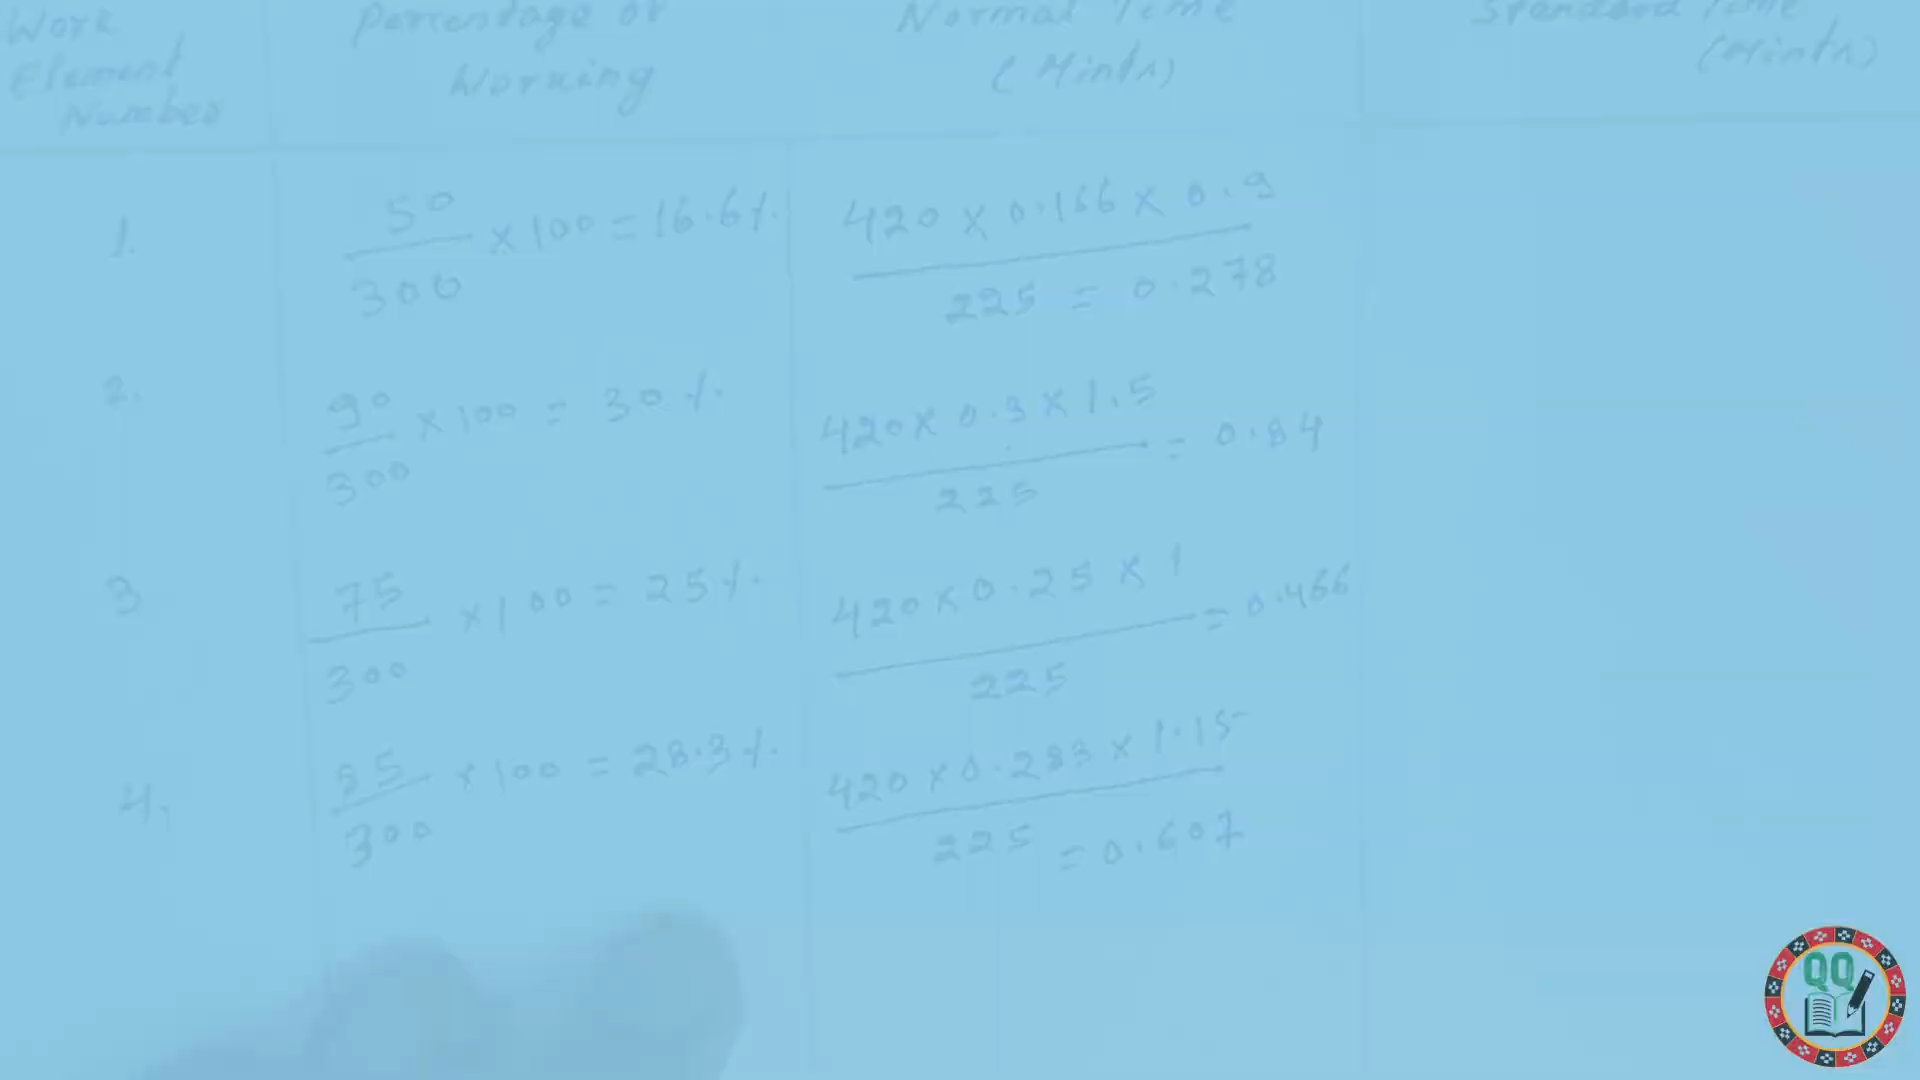 Work Percentage of Normal Time Standard Time
Element Working (Mints) (Mints)
Number
1. 50/300 × 100 = 16.6%. 420 × 0.166 × 0.9
225 = 0.278
2. 90/300 × 100 = 30%. 420 × 0.3 × 1.5 / 225 = 0.84
3 75/300 × 100 = 25%. 420 × 0.25 × 1 / 225 = 0.466
4. 85/300 × 100 = 28.3%. 420 × 0.283 × 1.15
225 = 0.607
QQ